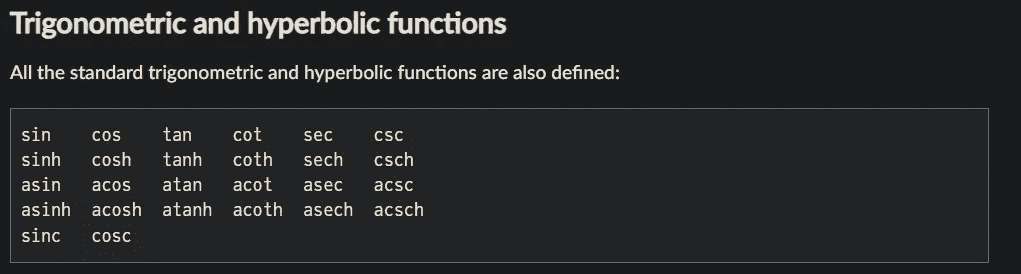 Trigonometric and hyperbolic functions
All the standard trigonometric and hyperbolic functions are also defined:
sin cos tan cot sec csc
sinh cosh tanh coth sech csch
asin acos atan acot asec acsc
asinh acosh atanh acoth asech acsch
sinc cosc